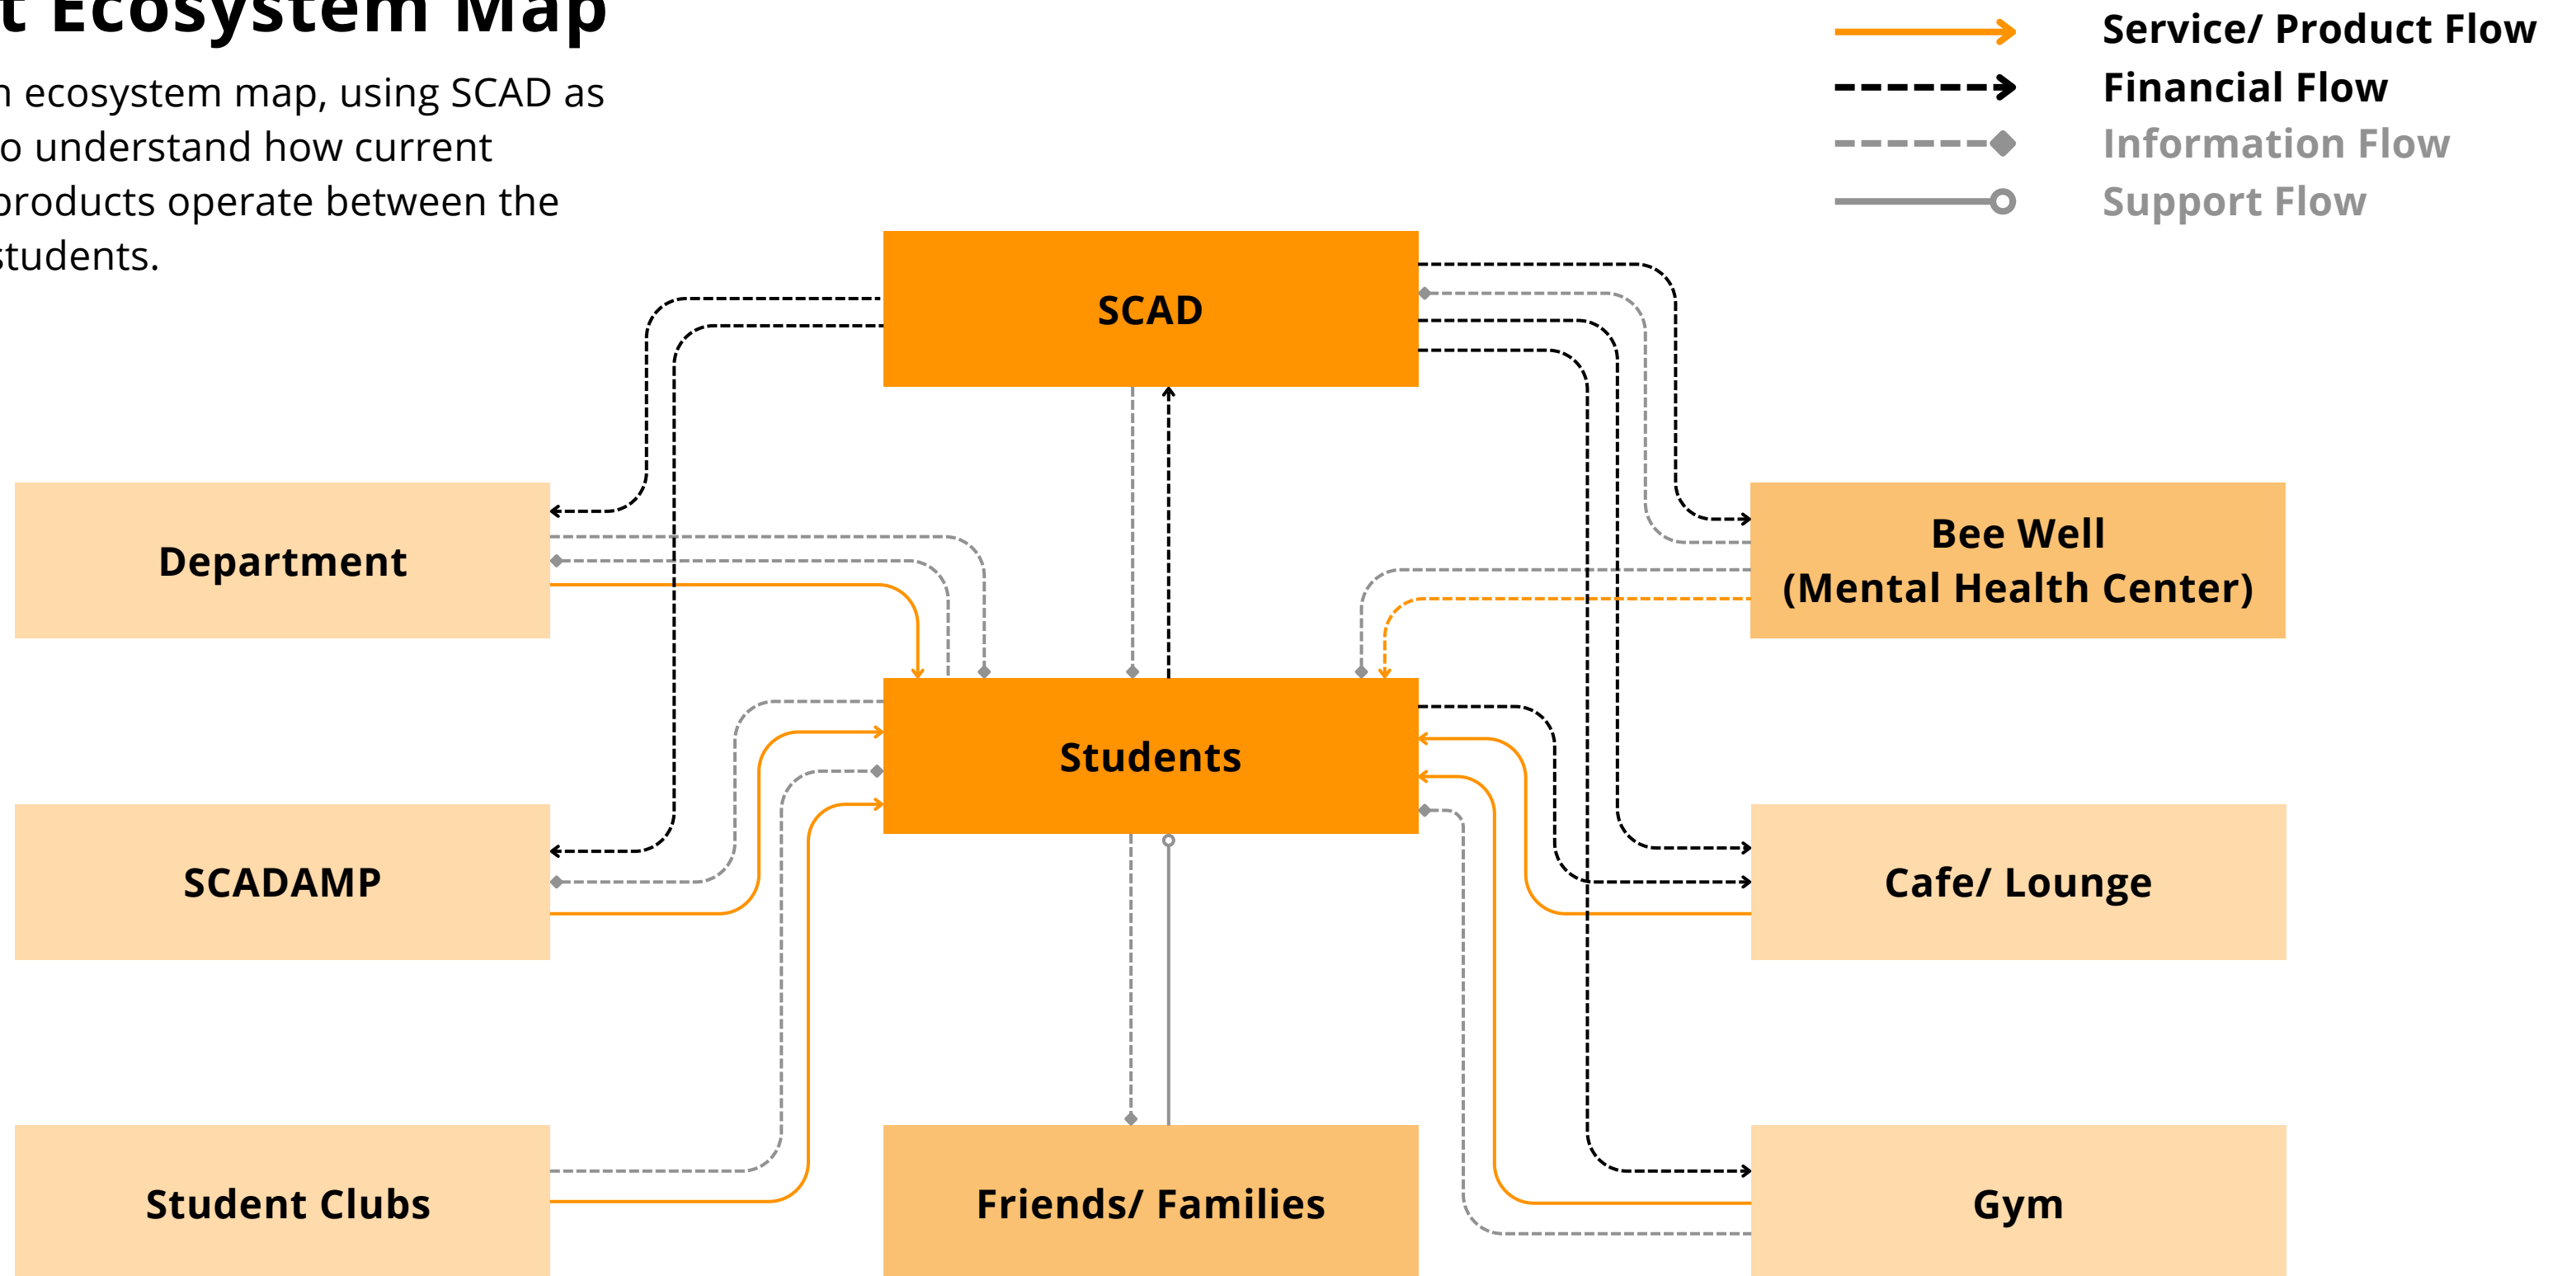 t Ecosystem Map
ecosystem map, using SCAD as
o understand how current
products operate between the
students.
Service/ Product Flow
Financial Flow
Information Flow
Support Flow
SCAD
Department
Bee Well
(Mental Health Center)
Students
SCADAMP
Cafe/ Lounge
Student Clubs
Friends/ Families
Gym